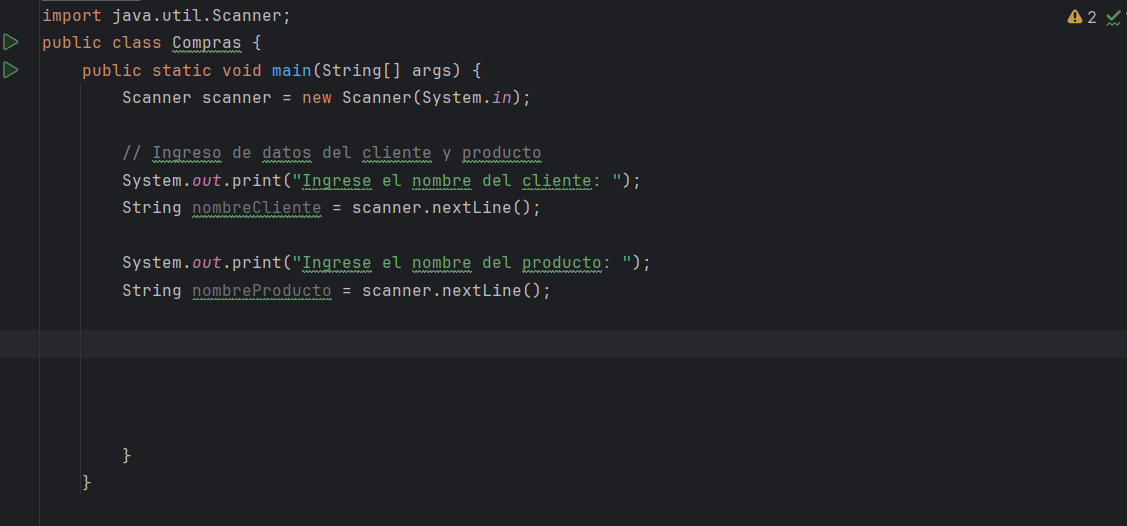 import java.util.Scanner;
2
public class Compras {
public static void main(String[] args) {
Scanner scanner = new Scanner(System.in);
// Ingreso de datos del cliente y producto
System.out.print("Ingrese el nombre del cliente: ");
String nombreCliente = scanner.nextLine();
System.out.print("Ingrese el nombre del producto: ");
String nombreProducto = scanner.nextLine();
}
}